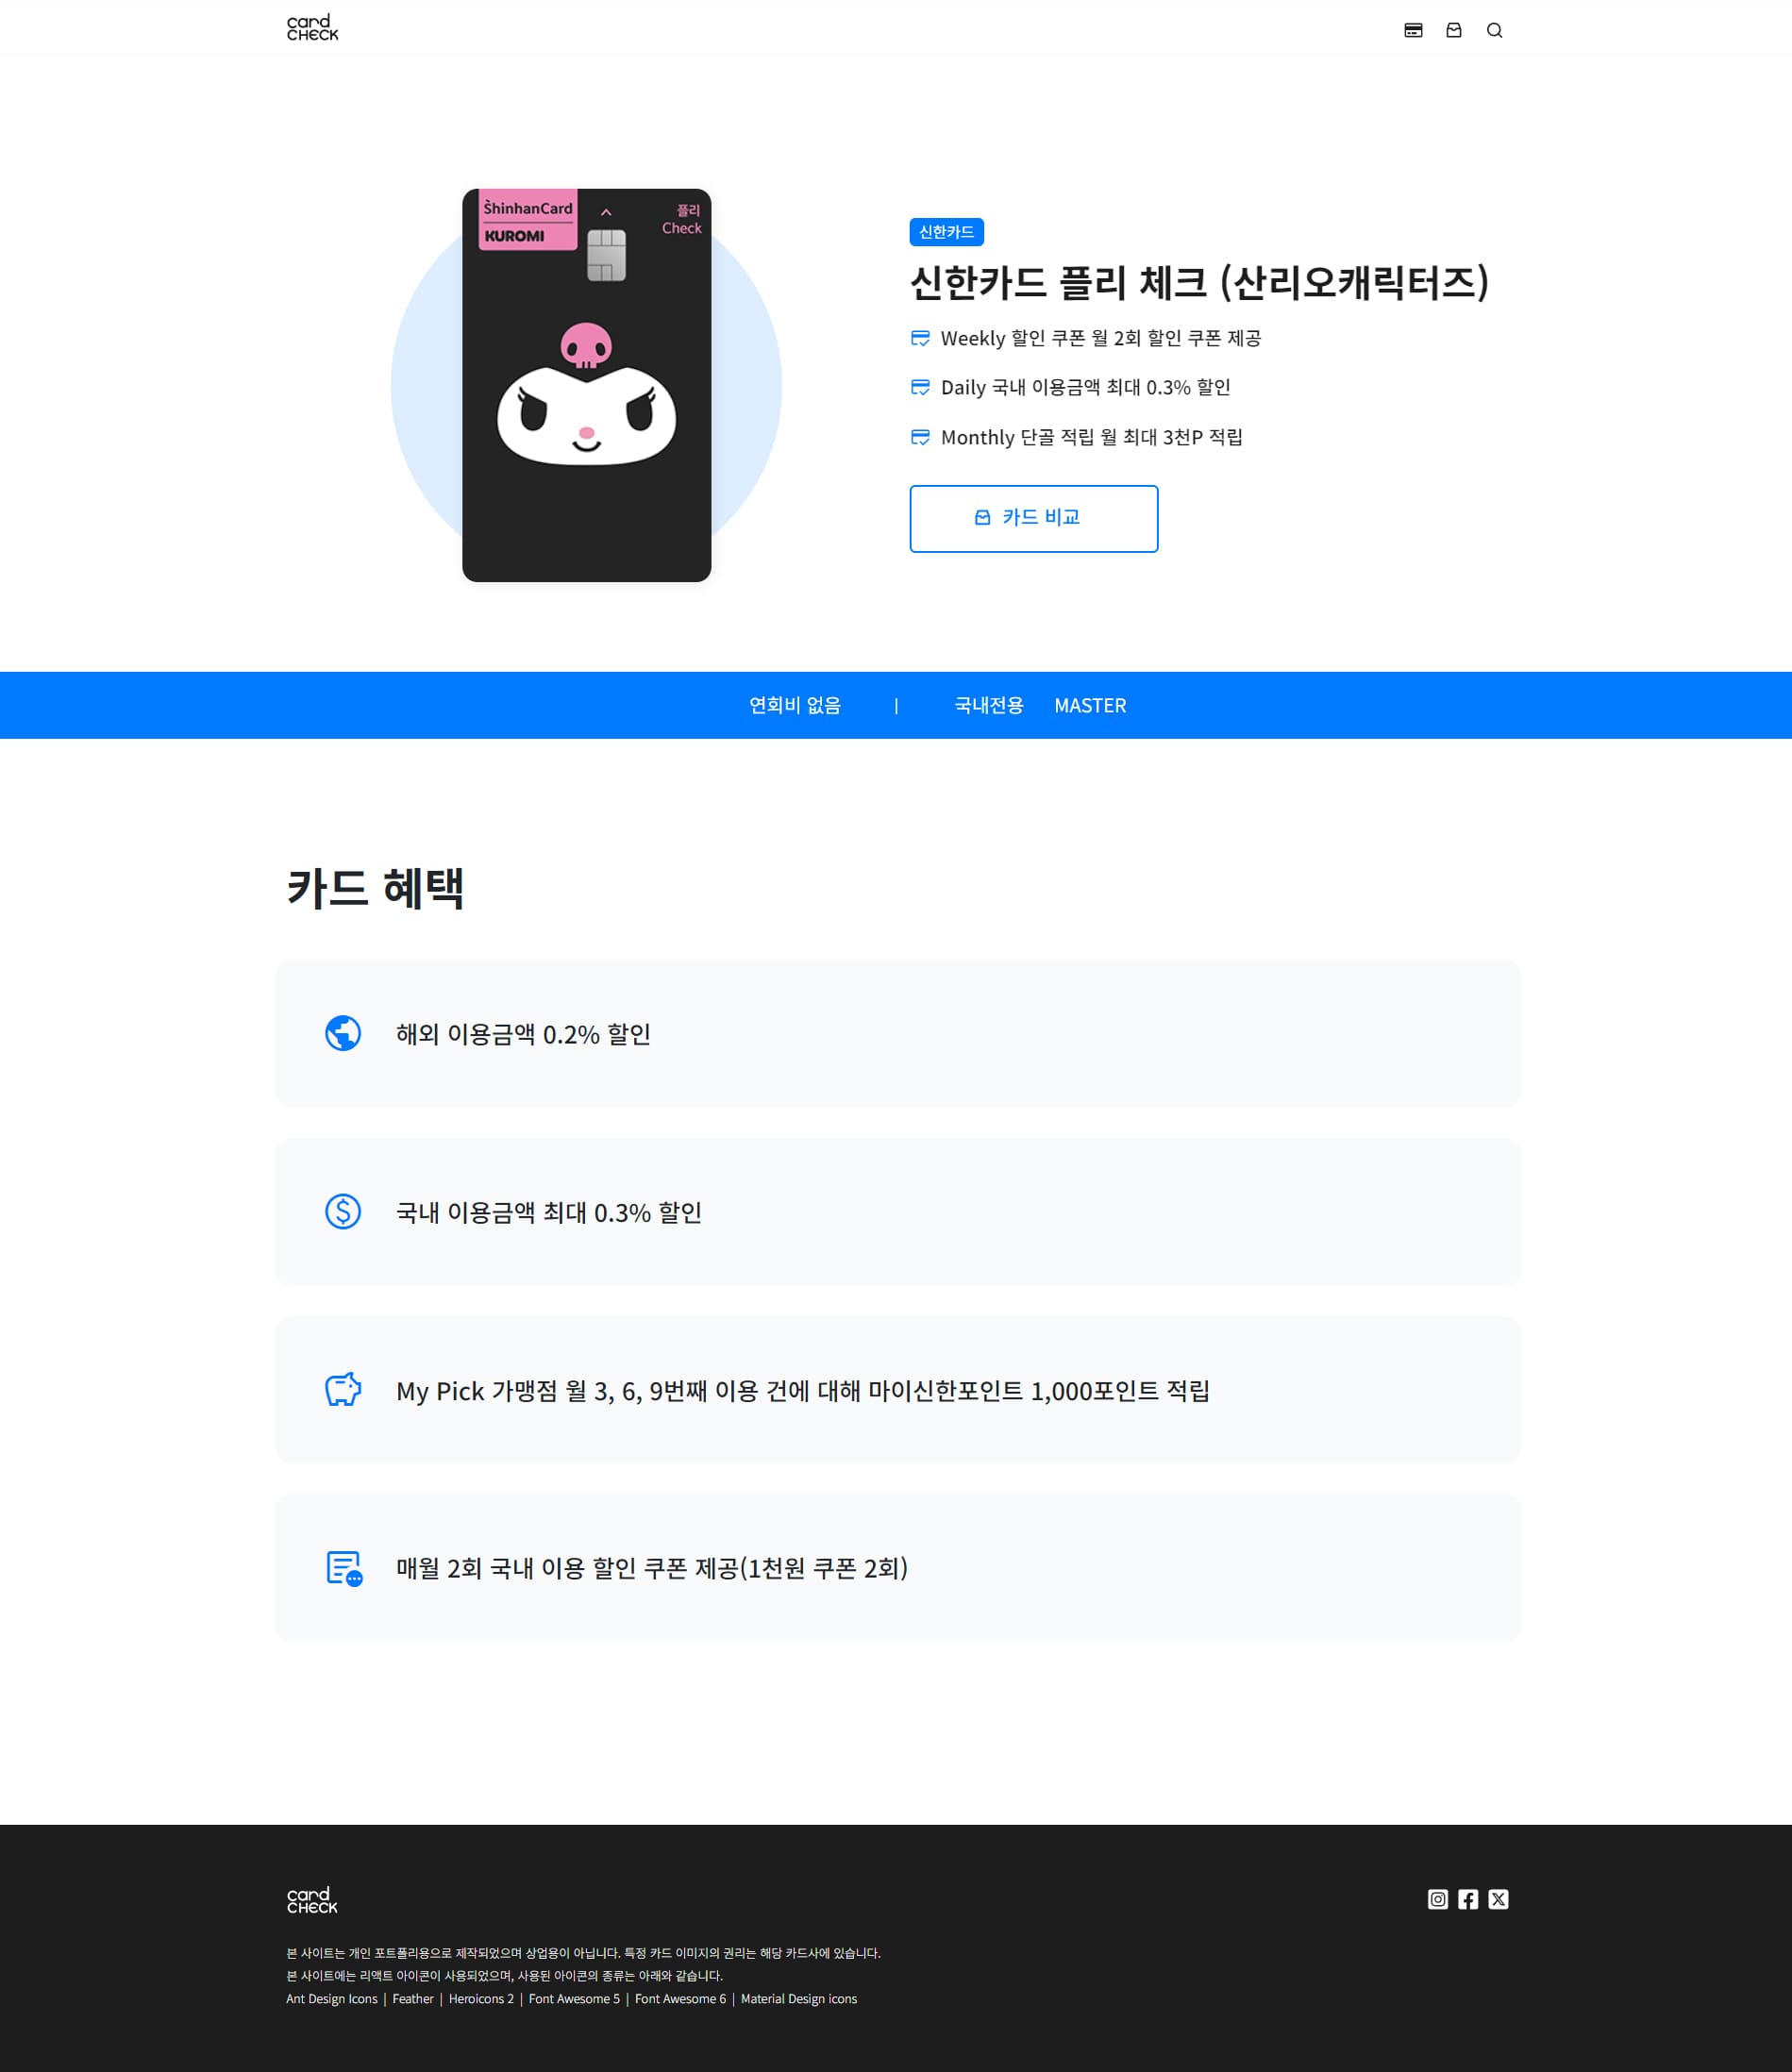 card
CHECK
ShinhanCard
KUROMI
플리
Check
신한카드
신한카드 플리 체크 (산리오캐릭터즈)
Weekly 할인 쿠폰 월 2회 할인 쿠폰 제공
Daily 국내 이용금액 최대 0.3% 할인
Monthly 단골 적립 월 최대 3천P 적립
카드 비교
연회비 없음 | 국내전용 MASTER
카드 혜택
해외 이용금액 0.2% 할인
국내 이용금액 최대 0.3% 할인
My Pick 가맹점 월 3, 6, 9번째 이용 건에 대해 마이신한포인트 1,000포인트 적립
매월 2회 국내 이용 할인 쿠폰 제공(1천원 쿠폰 2회)
card
CHECK
본 사이트는 개인 포트폴리용으로 제작되었으며 상업용이 아닙니다. 특정 카드 이미지의 권리는 해당 카드사에 있습니다.
본 사이트에는 리액트 아이콘이 사용되었으며, 사용된 아이콘의 종류는 아래와 같습니다.
Ant Design Icons | Feather | Heroicons 2 | Font Awesome 5 | Font Awesome 6 | Material Design icons